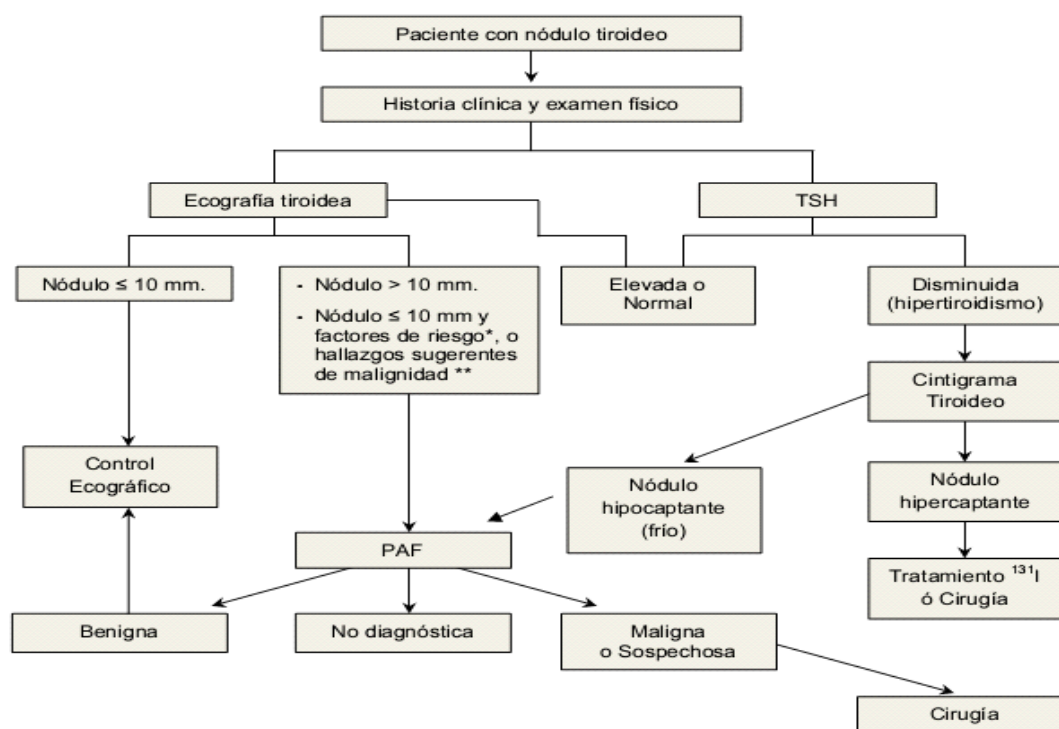 Paciente con nódulo tiroideo
Historia clínica y examen físico
Ecografía tiroidea
TSH
Nódulo ≤ 10 mm.
- Nódulo > 10 mm.
- Nódulo ≤ 10 mm y
factores de riesgo*, o
hallazgos sugerentes
de malignidad **
Elevada o
Normal
Disminuida
(hipertiroidismo)
Cintigrama
Tiroideo
Control
Ecográfico
Nódulo
hipocaptante
(frío)
Nódulo
hipercaptante
PAF
Tratamiento ¹³¹I
ó Cirugía
Benigna
No diagnóstica
Maligna
o Sospechosa
Cirugía